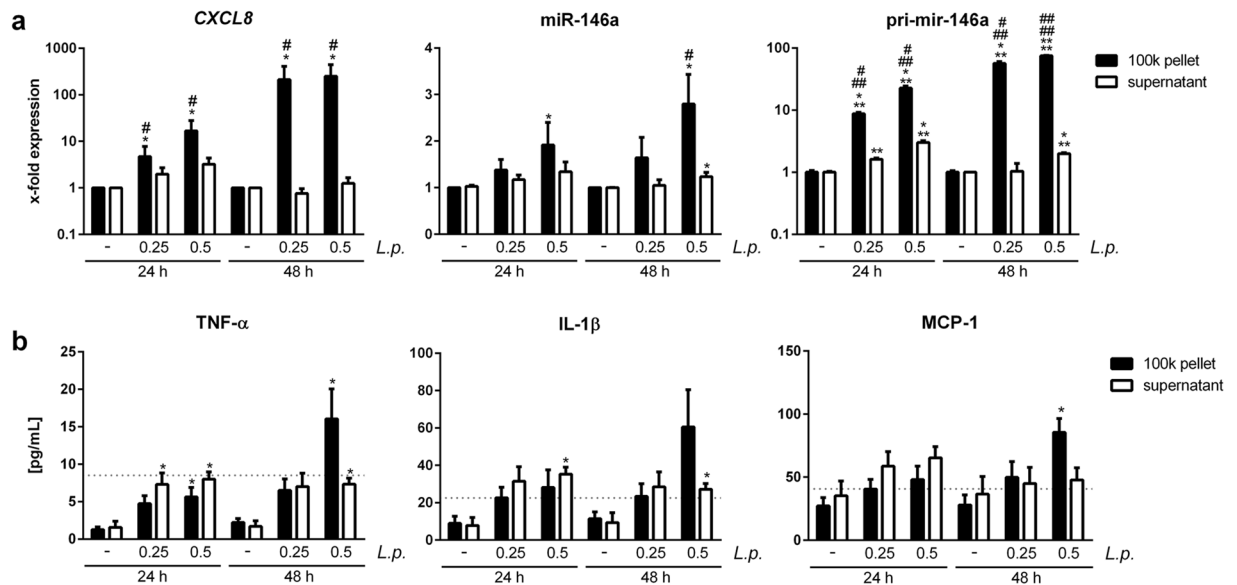 a
CXCL8
miR-146a
pri-mir-146a
x-fold expression
1000
100
10
1
0.1
4
3
2
1
0
100
10
1
0.1
# *
# *
# *
# *
*
# *
*
# ## * **
**
# ## * **
* **
# ## * **
## ## ** **
* **
100k pellet
supernatant
- 0.25 0.5 - 0.25 0.5 L.p.
24 h 48 h
- 0.25 0.5 - 0.25 0.5 L.p.
24 h 48 h
- 0.25 0.5 - 0.25 0.5 L.p.
24 h 48 h
b
TNF-α
IL-1β
MCP-1
[pg/mL]
25
20
15
10
5
0
100
80
60
40
20
0
150
100
50
0
* * * * *
* *
*
100k pellet
supernatant
- 0.25 0.5 - 0.25 0.5 L.p.
24 h 48 h
- 0.25 0.5 - 0.25 0.5 L.p.
24 h 48 h
- 0.25 0.5 - 0.25 0.5 L.p.
24 h 48 h